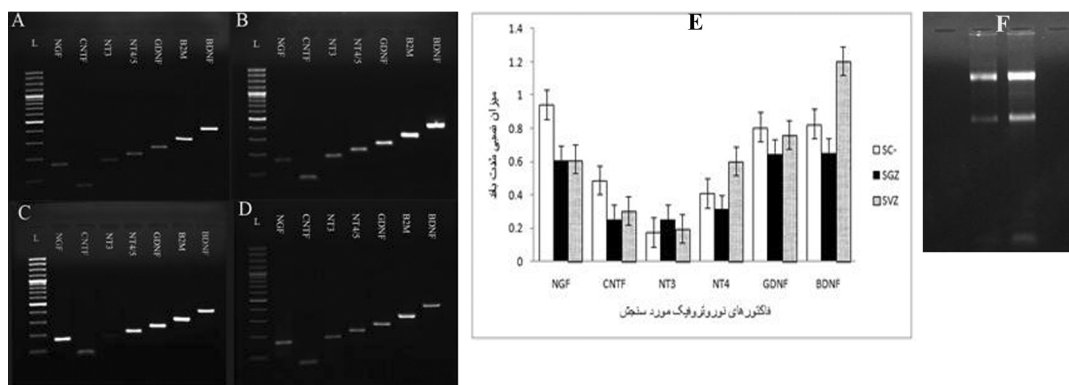 A
L NGF CNTF NT3 NT4/5 GDNF B2M BDNF
B
L NGF CNTF NT3 NT4/5 GDNF B2M BDNF
C
L NGF CNTF NT3 NT4/5 GDNF B2M BDNF
D
L NGF CNTF NT3 NT4/5 GDNF B2M BDNF
E
1.4
1.2
1
0.8
0.6
0.4
0.2
0
میزان نسبی شدت باند
NGF CNTF NT3 NT4 GDNF BDNF
فاکتورهای نوروتروفیک مورد سنجش
SC-
SGZ
SVZ
F